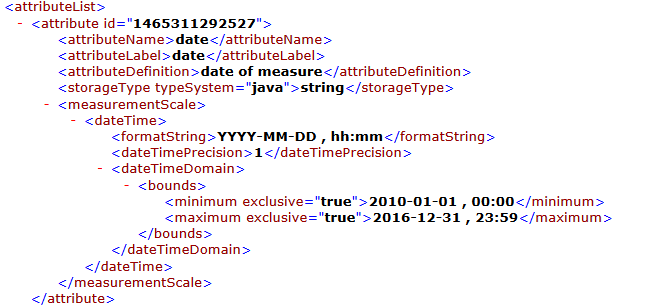 <attributeList>
- <attribute id="1465311292527">
<attributeName>date</attributeName>
<attributeLabel>date</attributeLabel>
<attributeDefinition>date of measure</attributeDefinition>
<storageType typeSystem="java">string</storageType>
- <measurementScale>
- <dateTime>
<formatString>YYYY-MM-DD , hh:mm</formatString>
<dateTimePrecision>1</dateTimePrecision>
- <dateTimeDomain>
- <bounds>
<minimum exclusive="true">2010-01-01 , 00:00</minimum>
<maximum exclusive="true">2016-12-31 , 23:59</maximum>
</bounds>
</dateTimeDomain>
</dateTime>
</measurementScale>
</attribute>